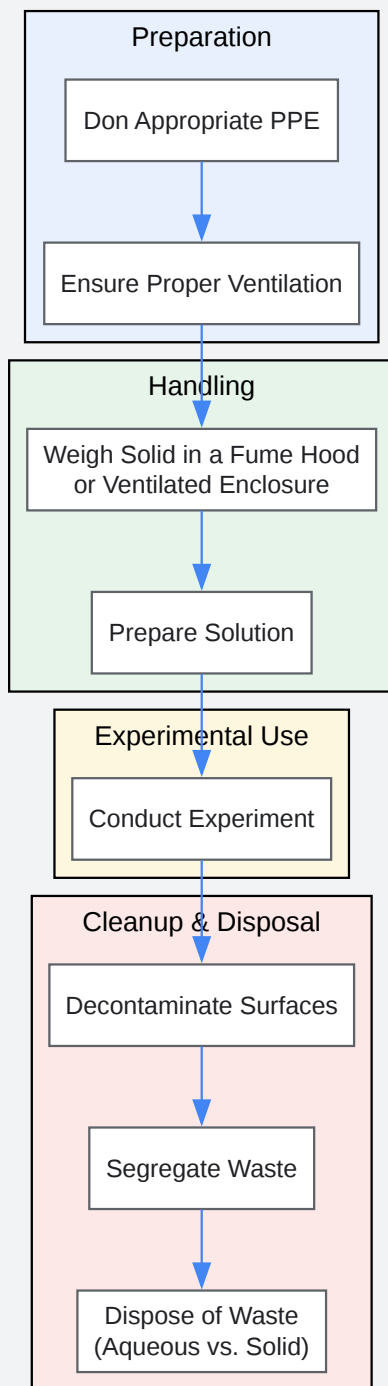 Preparation
Don Appropriate PPE
Ensure Proper Ventilation
Handling
Weigh Solid in a Fume Hood
or Ventilated Enclosure
Prepare Solution
Experimental Use
Conduct Experiment
Cleanup & Disposal
Decontaminate Surfaces
Segregate Waste
Dispose of Waste
(Aqueous vs. Solid)